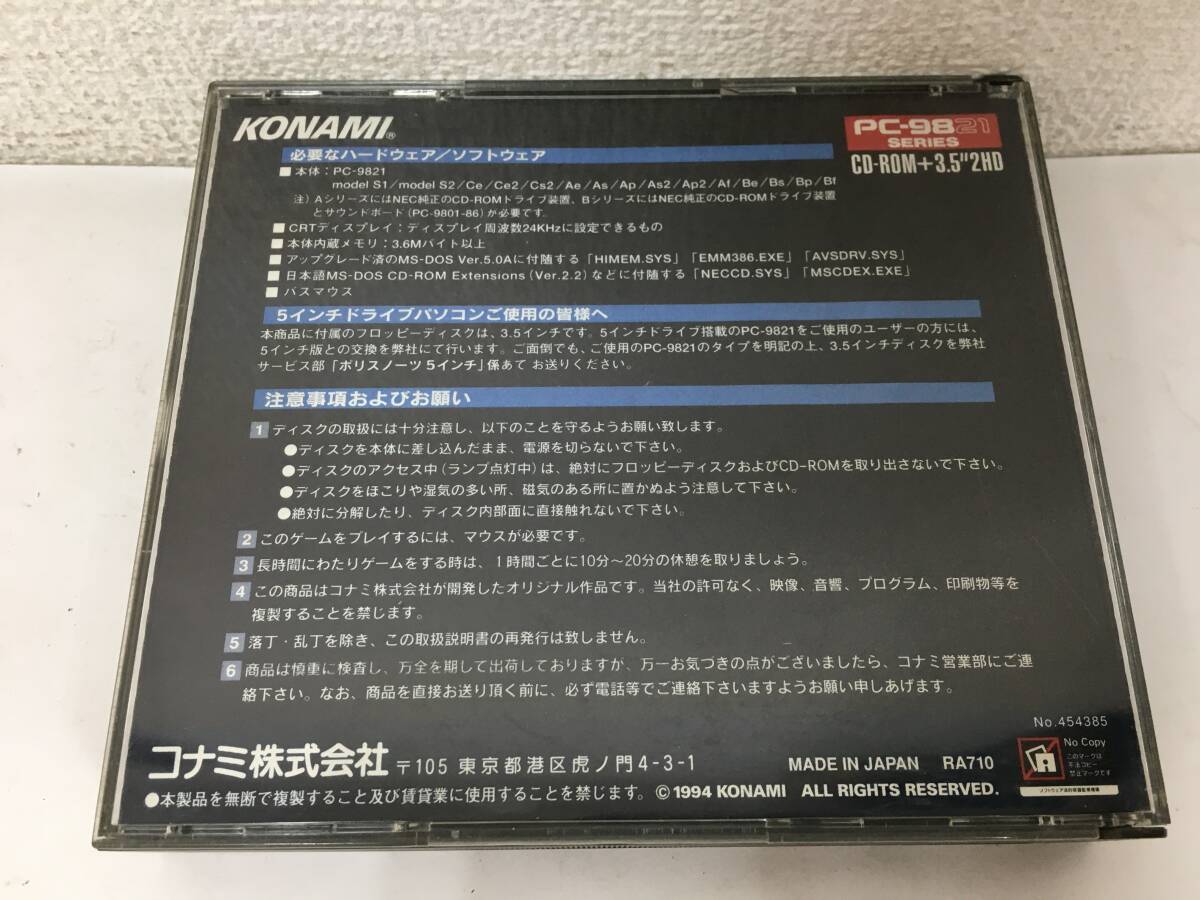 KONAMI®
PC-9821
SERIES
CD-ROM+3.5"2HD
必要なハードウェア/ソフトウェア
■本体:PC-9821
model S1/model S2/Ce/Ce2/Cs2/Ae/As/Ap/As2/Ap2/Af/Be/Bs/Bp/Bf
注)AシリーズにはNEC純正のCD-ROMドライブ装置、BシリーズにはNEC純正のCD-ROMドライブ装置
とサウンドボード(PC-9801-86)が必要です。
■CRTディスプレイ:ディスプレイ周波数24KHzに設定できるもの
■本体内蔵メモリ:3.6Mバイト以上
■アップグレード済のMS-DOS Ver.5.0Aに付随する「HIMEM.SYS」「EMM386.EXE」「AVSDRV.SYS」
■日本語MS-DOS CD-ROM Extensions(Ver.2.2)などに付随する「NECCD.SYS」「MSCDEX.EXE」
■バスマウス
5インチドライブパソコンご使用の皆様へ
本商品に付属のフロッピーディスクは、3.5インチです。5インチドライブ搭載のPC-9821をご使用のユーザーの方には、
5インチ版との交換を弊社にて行います。ご面倒でも、ご使用のPC-9821のタイプを明記の上、3.5インチディスクを弊社
サービス部「ポリスノーツ5インチ」係あてお送りください。
注意事項およびお願い
1 ディスクの取扱には十分注意し、以下のことを守るようお願い致します。
●ディスクを本体に差し込んだまま、電源を切らないで下さい。
●ディスクのアクセス中(ランプ点灯中)は、絶対にフロッピーディスクおよびCD-ROMを取り出さないで下さい。
●ディスクをほこりや湿気の多い所、磁気のある所に置かぬよう注意して下さい。
●絶対に分解したり、ディスク内部面に直接触れないで下さい。
2 このゲームをプレイするには、マウスが必要です。
3 長時間にわたりゲームをする時は、1時間ごとに10分〜20分の休憩を取りましょう。
4 この商品はコナミ株式会社が開発したオリジナル作品です。当社の許可なく、映像、音響、プログラム、印刷物等を
複製することを禁じます。
5 落丁・乱丁を除き、この取扱説明書の再発行は致しません。
6 商品は慎重に検査し、万全を期して出荷しておりますが、万一お気づきの点がございましたら、コナミ営業部にご連
絡下さい。なお、商品を直接お送り頂く前に、必ず電話等でご連絡下さいますようお願い申しあげます。
No.454385
No Copy
このマークは
不法コピー
禁止マークです
コナミ株式会社 〒105 東京都港区虎ノ門4-3-1
MADE IN JAPAN RA710
●本製品を無断で複製すること及び賃貸業に使用することを禁じます。©1994 KONAMI ALL RIGHTS RESERVED.